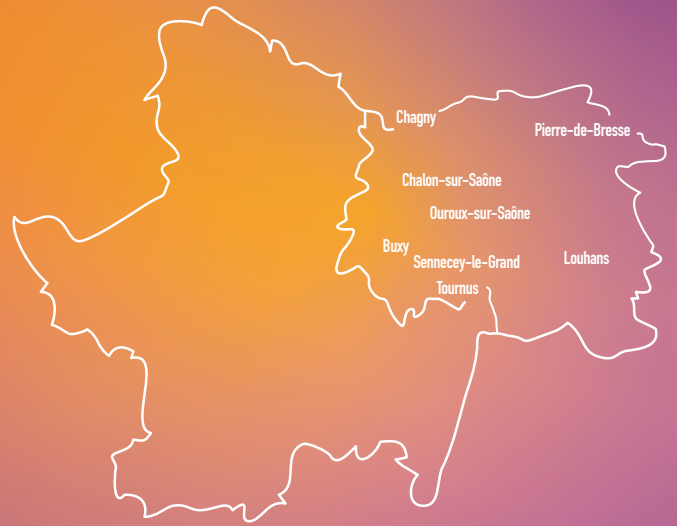 Chagny
Pierre-de-Bresse
Chalon-sur-Saône
Ouroux-sur-Saône
Buxy
Sennecey-le-Grand
Louhans
Tournus